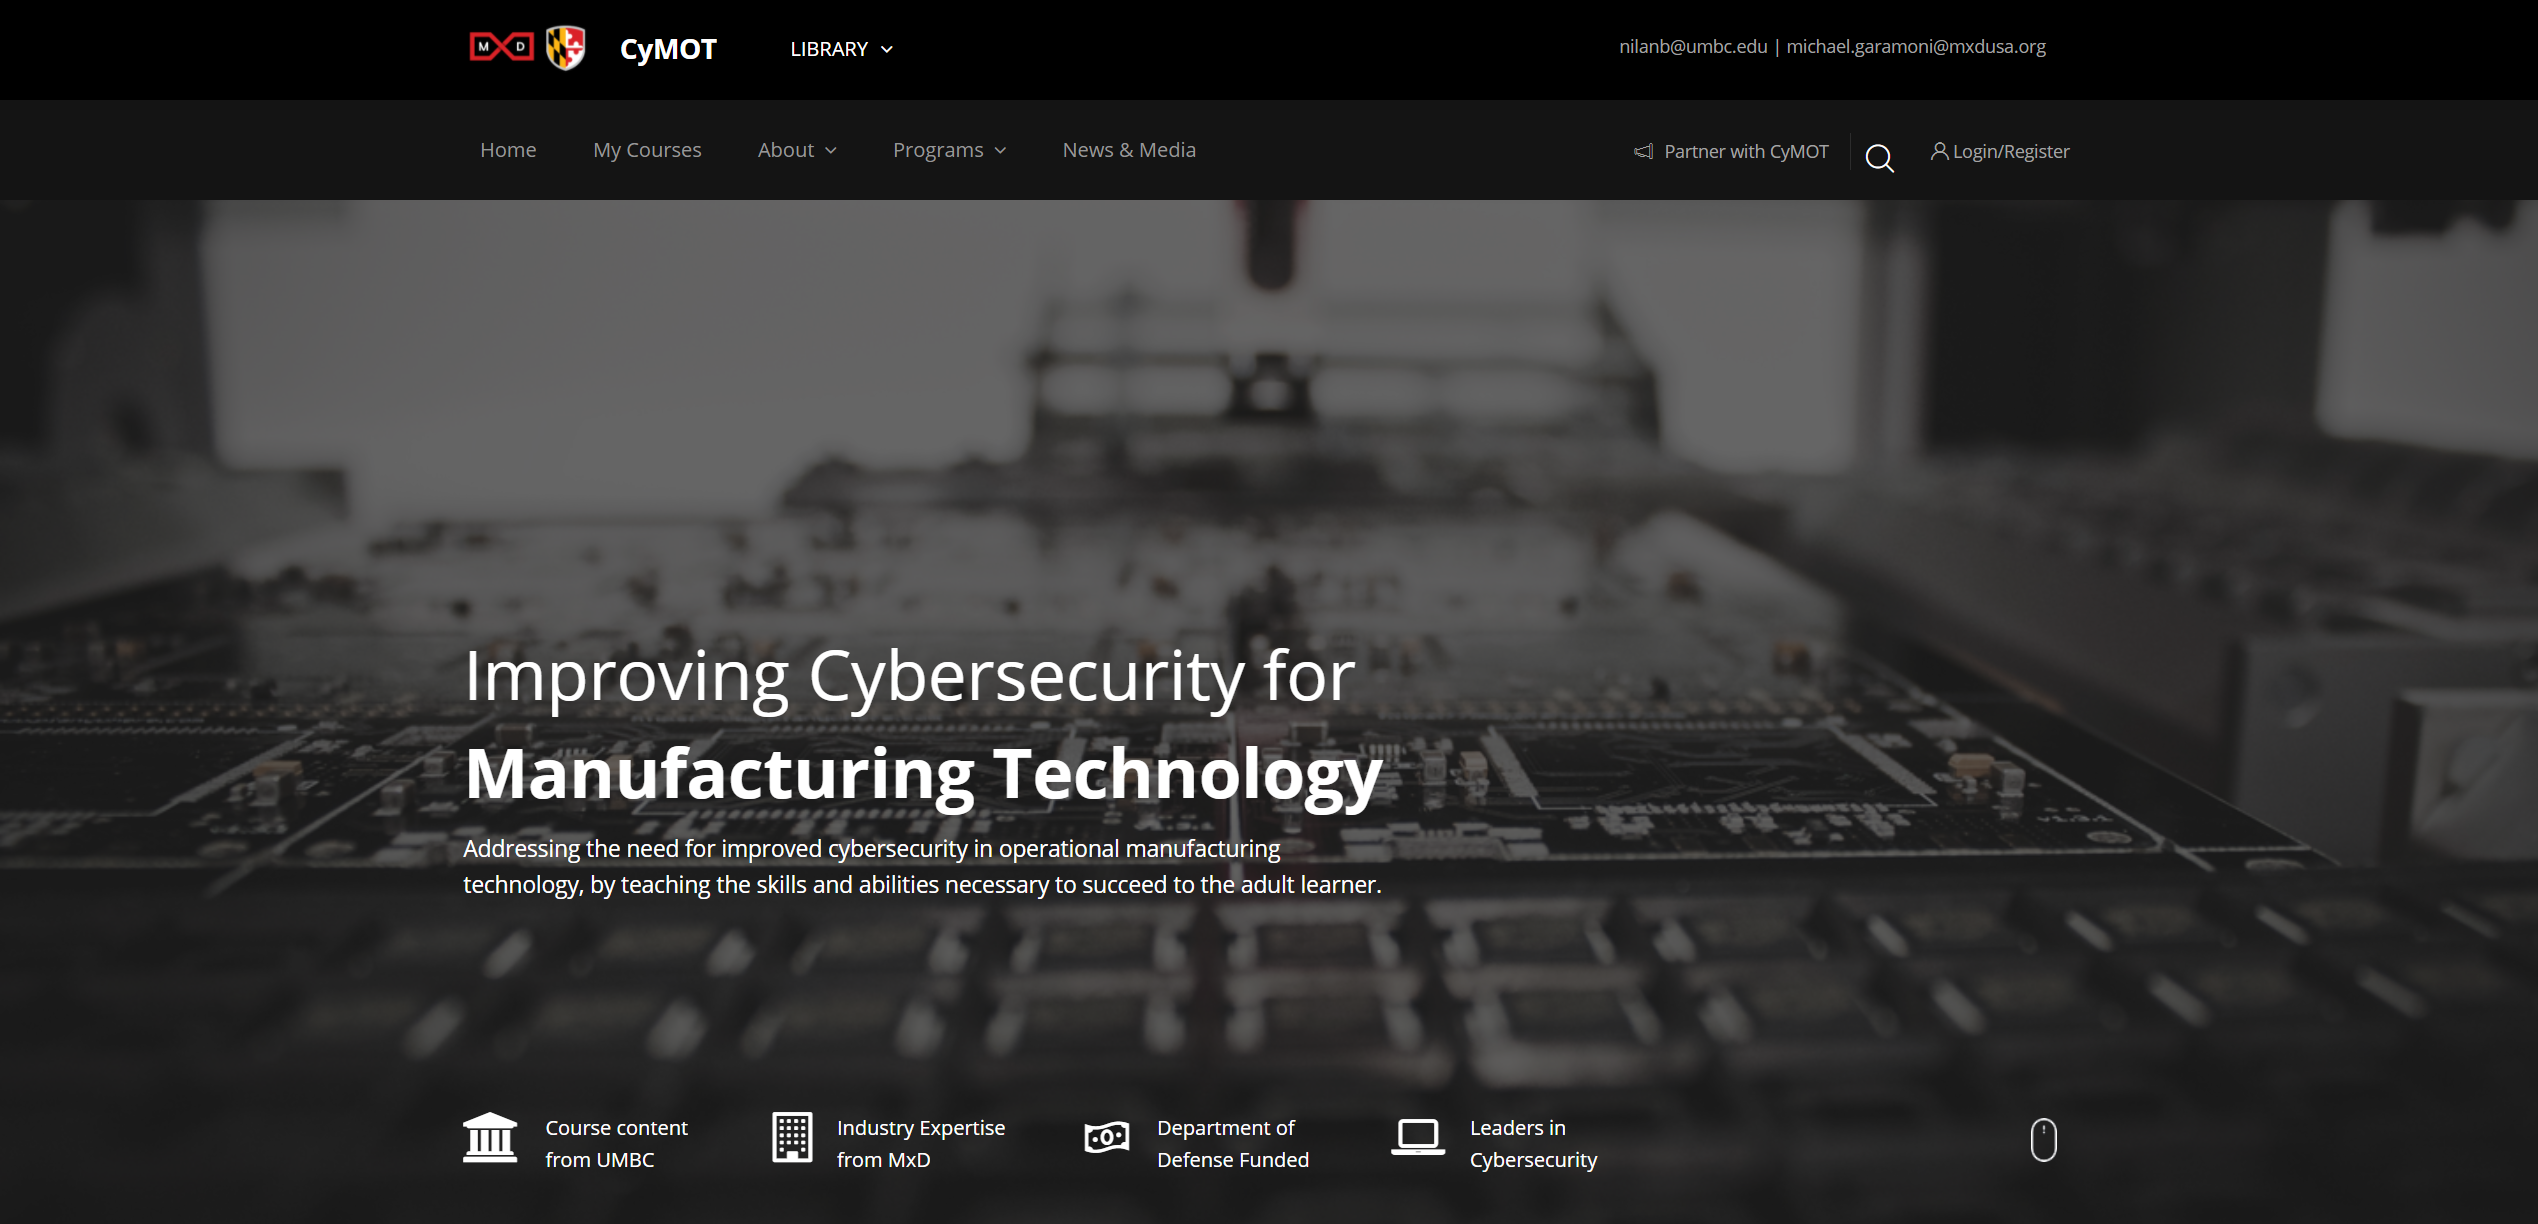 M D
CyMOT
LIBRARY
nilanb@umbc.edu | michael.garamoni@mxdusa.org
Home
My Courses
About
Programs
News & Media
Partner with CyMOT
Login/Register
Improving Cybersecurity for
Manufacturing Technology
Addressing the need for improved cybersecurity in operational manufacturing
technology, by teaching the skills and abilities necessary to succeed to the adult learner.
Course content
from UMBC
Industry Expertise
from MxD
Department of
Defense Funded
Leaders in
Cybersecurity